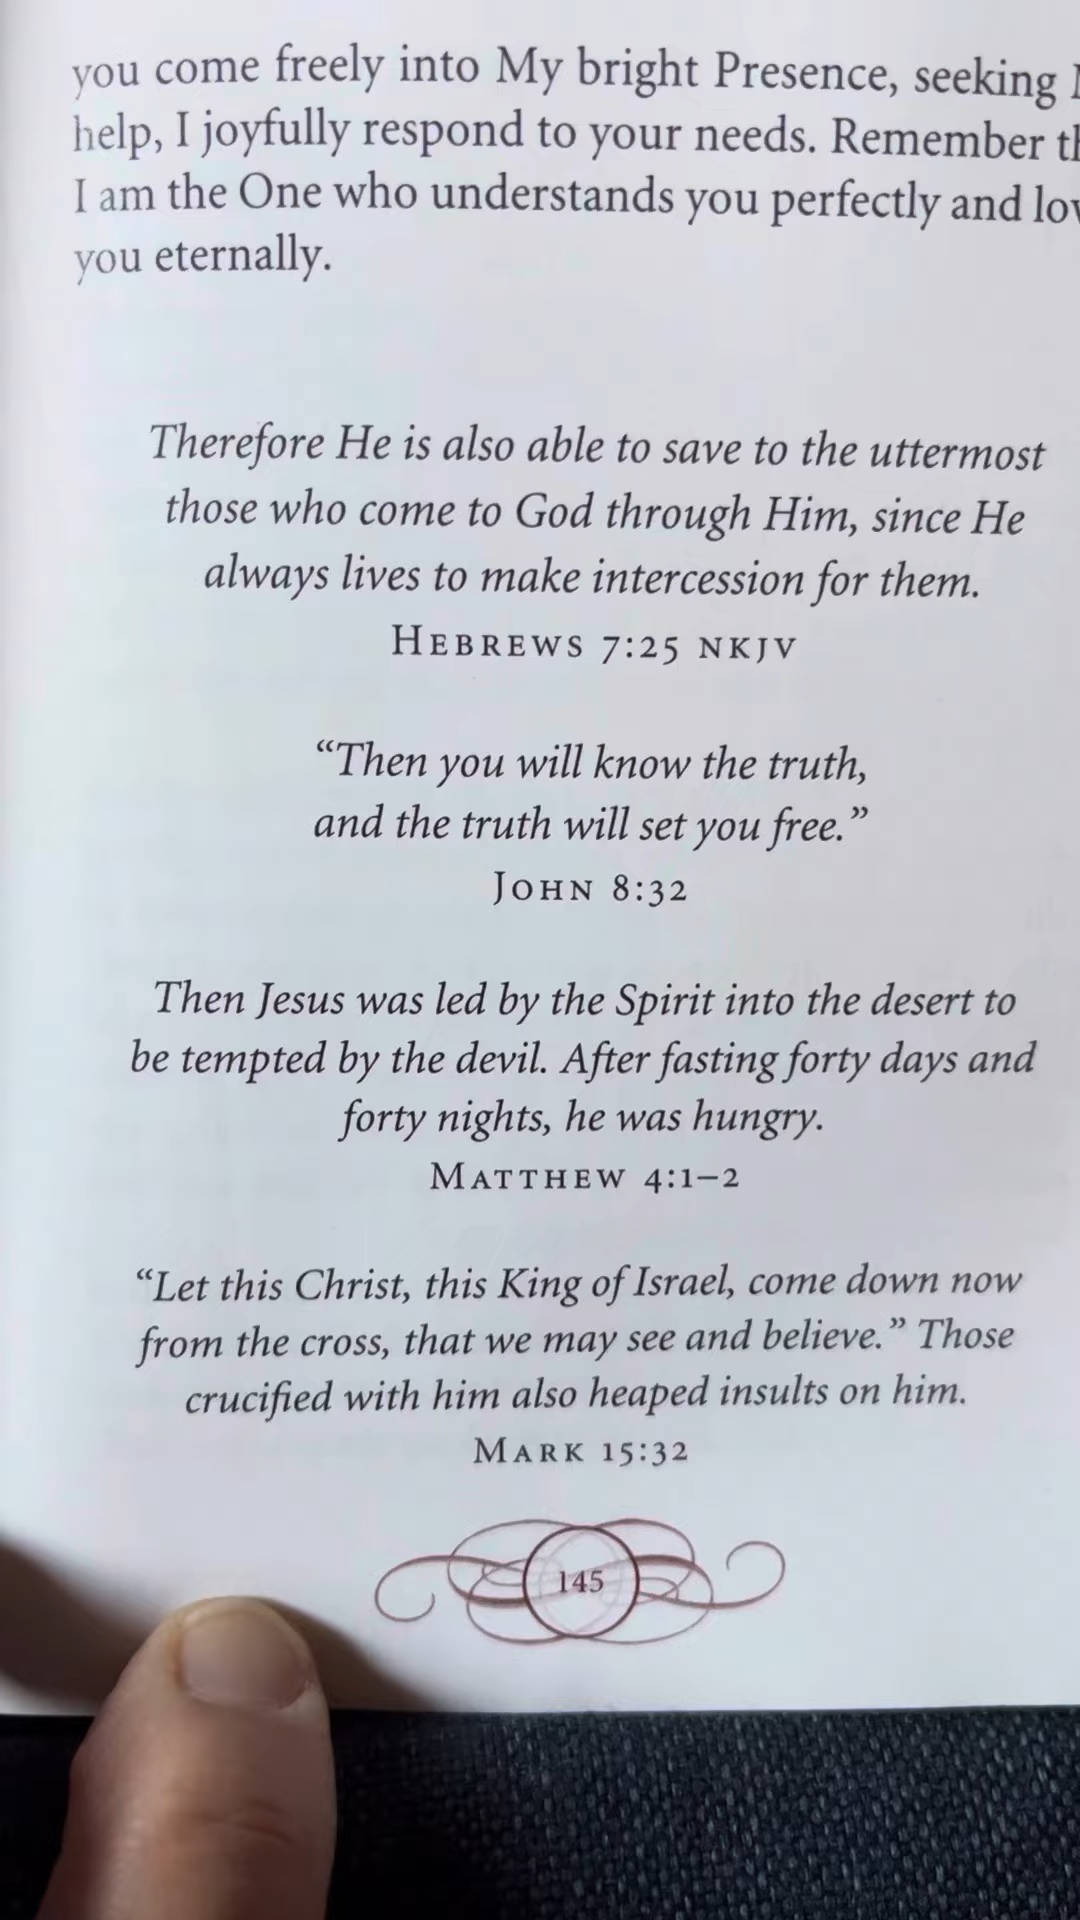 you come freely into My bright Presence, seeking
help, I joyfully respond to your needs. Remember
I am the One who understands you perfectly and
you eternally.
Therefore He is also able to save to the uttermost
those who come to God through Him, since He
always lives to make intercession for them.
HEBREWS 7:25 NKJV
“Then you will know the truth,
and the truth will set you free.”
JOHN 8:32
Then Jesus was led by the Spirit into the desert to
be tempted by the devil. After fasting forty days and
forty nights, he was hungry.
MATTHEW 4:1–2
“Let this Christ, this King of Israel, come down now
from the cross, that we may see and believe.” Those
crucified with him also heaped insults on him.
MARK 15:32
145